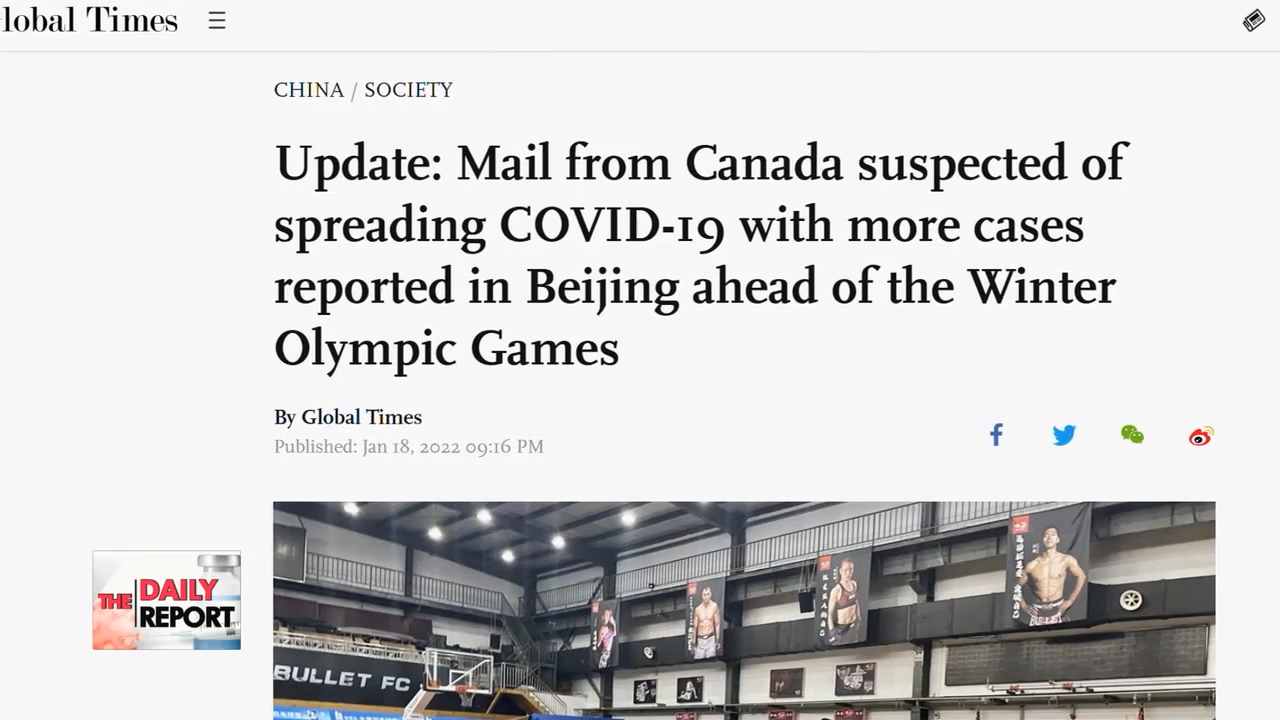 lobal Times
CHINA / SOCIETY
Update: Mail from Canada suspected of
spreading COVID-19 with more cases
reported in Beijing ahead of the Winter
Olympic Games
By Global Times
Published: Jan 18, 2022 09:16 PM
THE DAILY
REPORT
BULLET FC